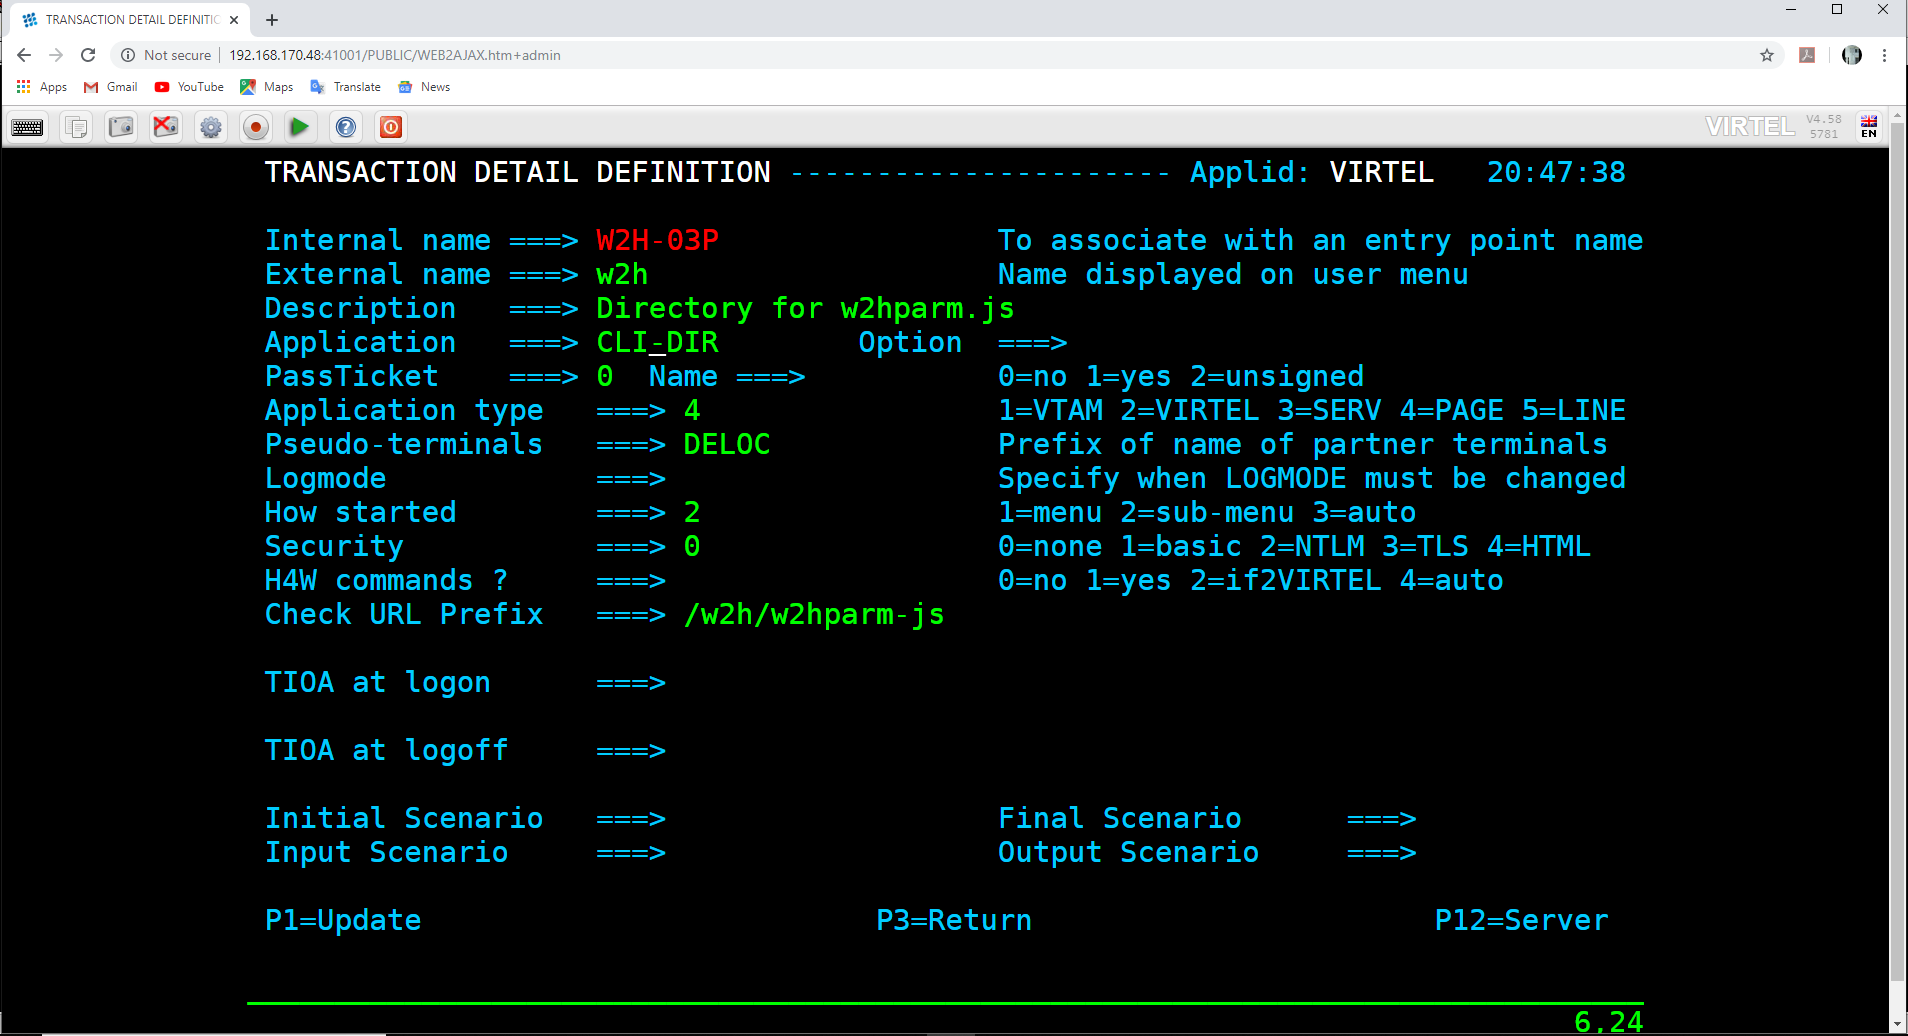 TRANSACTION DETAIL DEFINITIO
Not secure 192.168.170.48:41001/PUBLIC/WEB2AJAX.htm+admin
Apps Gmail YouTube Maps Translate News
VIRTEL V4.58 5781 EN
TRANSACTION DETAIL DEFINITION ---------------------- Applid: VIRTEL 20:47:38
Internal name ===> W2H-03P To associate with an entry point name
External name ===> w2h Name displayed on user menu
Description ===> Directory for w2hparm.js
Application ===> CLI-DIR Option ===>
PassTicket ===> 0 Name ===> 0=no 1=yes 2=unsigned
Application type ===> 4 1=VTAM 2=VIRTEL 3=SERV 4=PAGE 5=LINE
Pseudo-terminals ===> DELOC Prefix of name of partner terminals
Logmode ===> Specify when LOGMODE must be changed
How started ===> 2 1=menu 2=sub-menu 3=auto
Security ===> 0 0=none 1=basic 2=NTLM 3=TLS 4=HTML
H4W commands ? ===> 0=no 1=yes 2=if2VIRTEL 4=auto
Check URL Prefix ===> /w2h/w2hparm-js
TIOA at logon ===>
TIOA at logoff ===>
Initial Scenario ===> Final Scenario ===>
Input Scenario ===> Output Scenario ===>
P1=Update P3=Return P12=Server
6,24